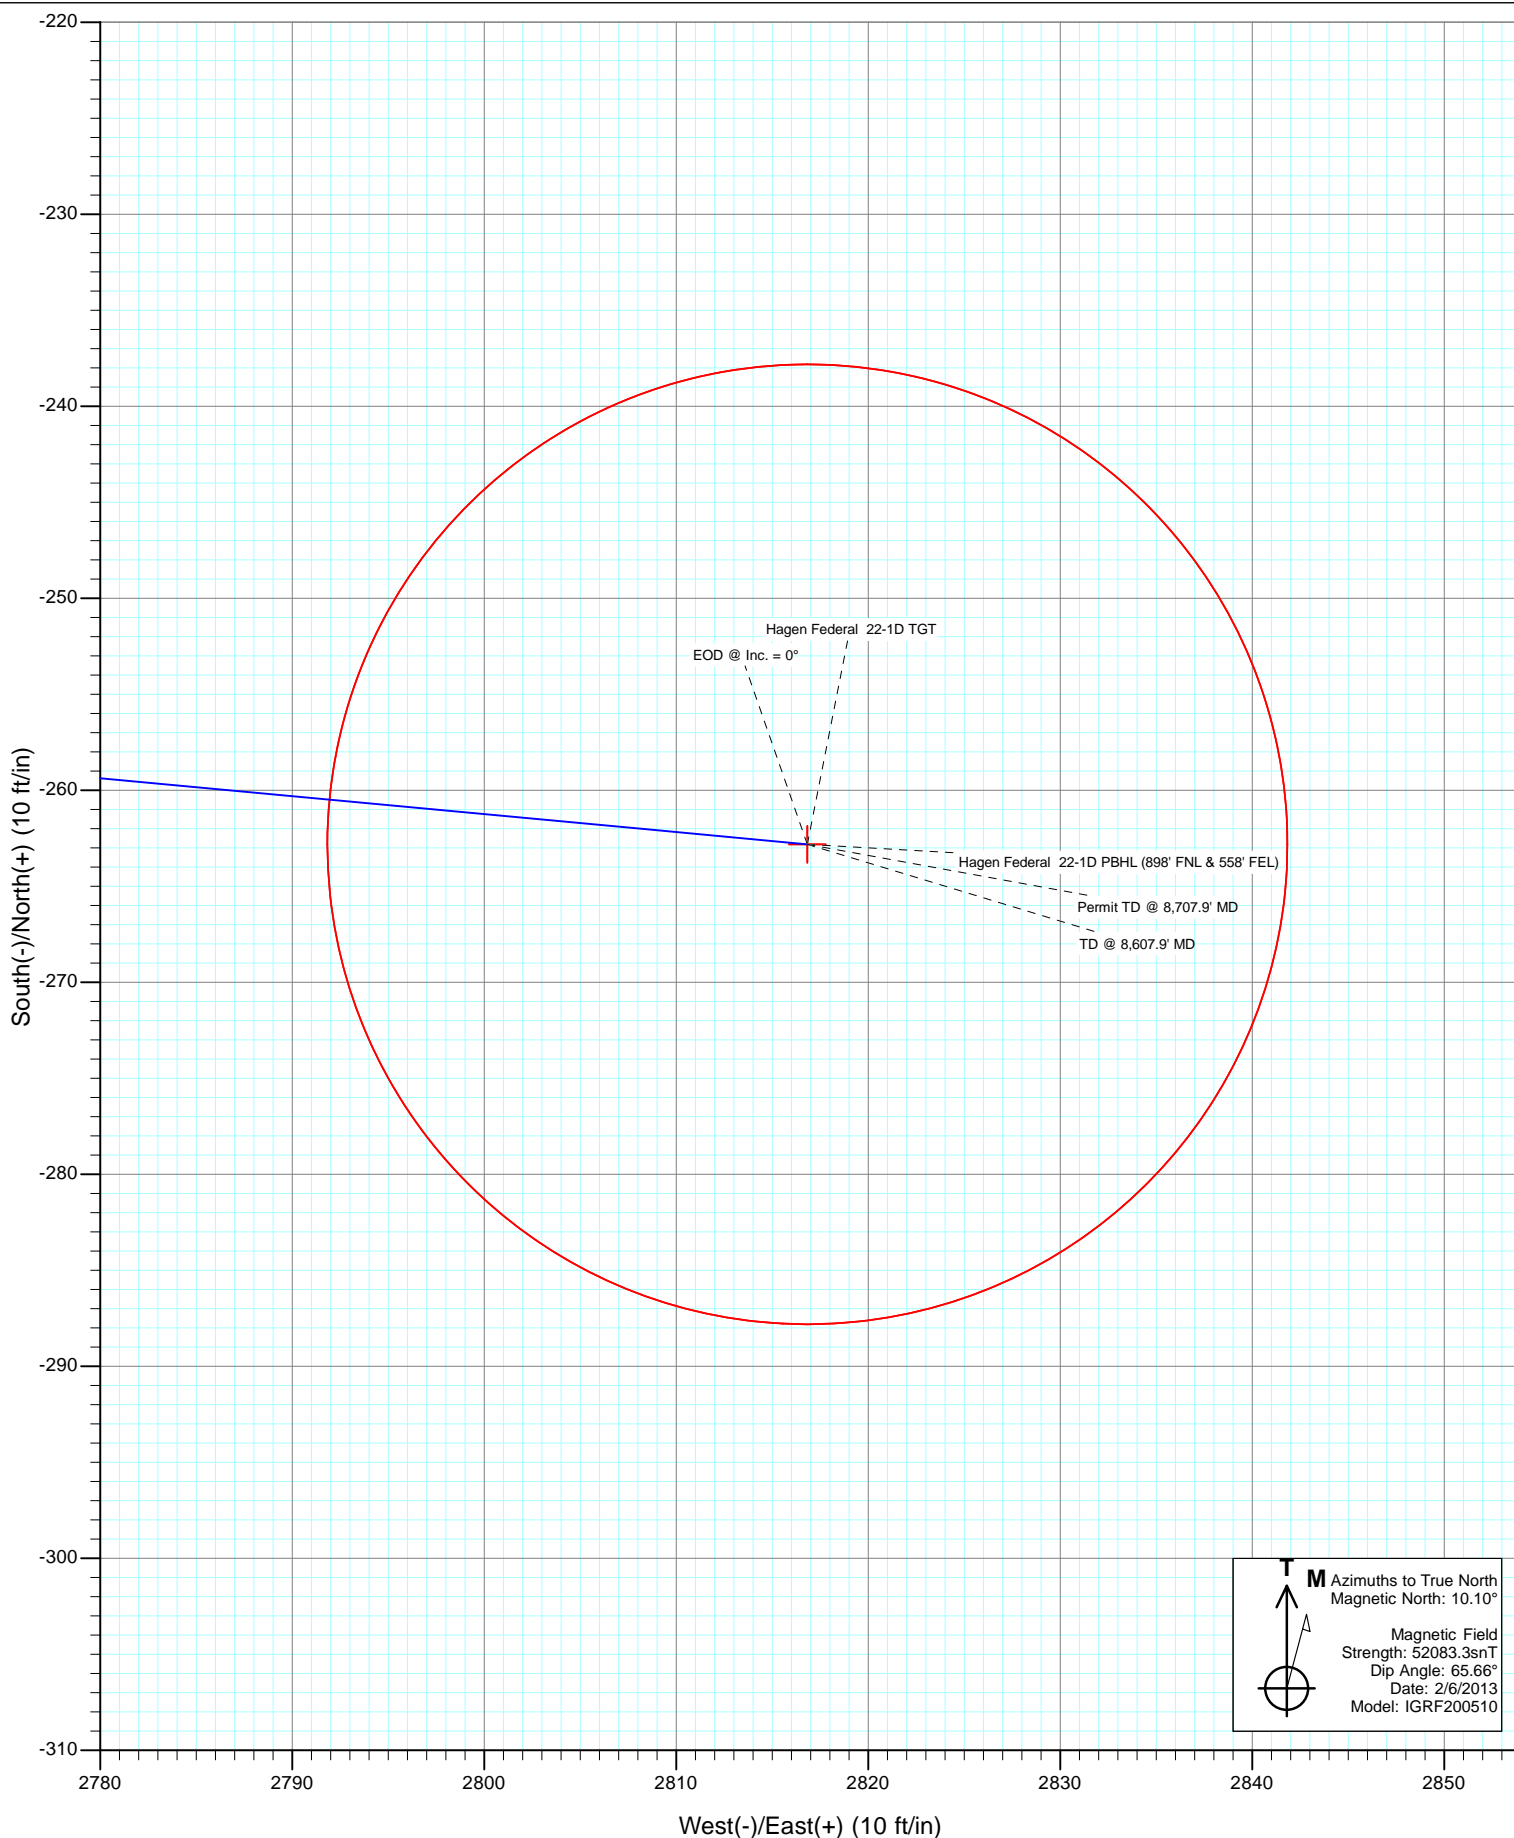 -220
-230
-240
-250
-260
-270
-280
-290
-300
-310
South(-)/North(+) (10 ft/in)
Hagen Federal 22-1D TGT
EOD @ Inc. = 0°
Hagen Federal 22-1D PBHL (898' FNL & 558' FEL)
Permit TD @ 8,707.9' MD
TD @ 8,607.9' MD
T
M
Azimuths to True North
Magnetic North: 10.10°
Magnetic Field
Strength: 52083.3snT
Dip Angle: 65.66°
Date: 2/6/2013
Model: IGRF200510
2780 2790 2800 2810 2820 2830 2840 2850
West(-)/East(+) (10 ft/in)